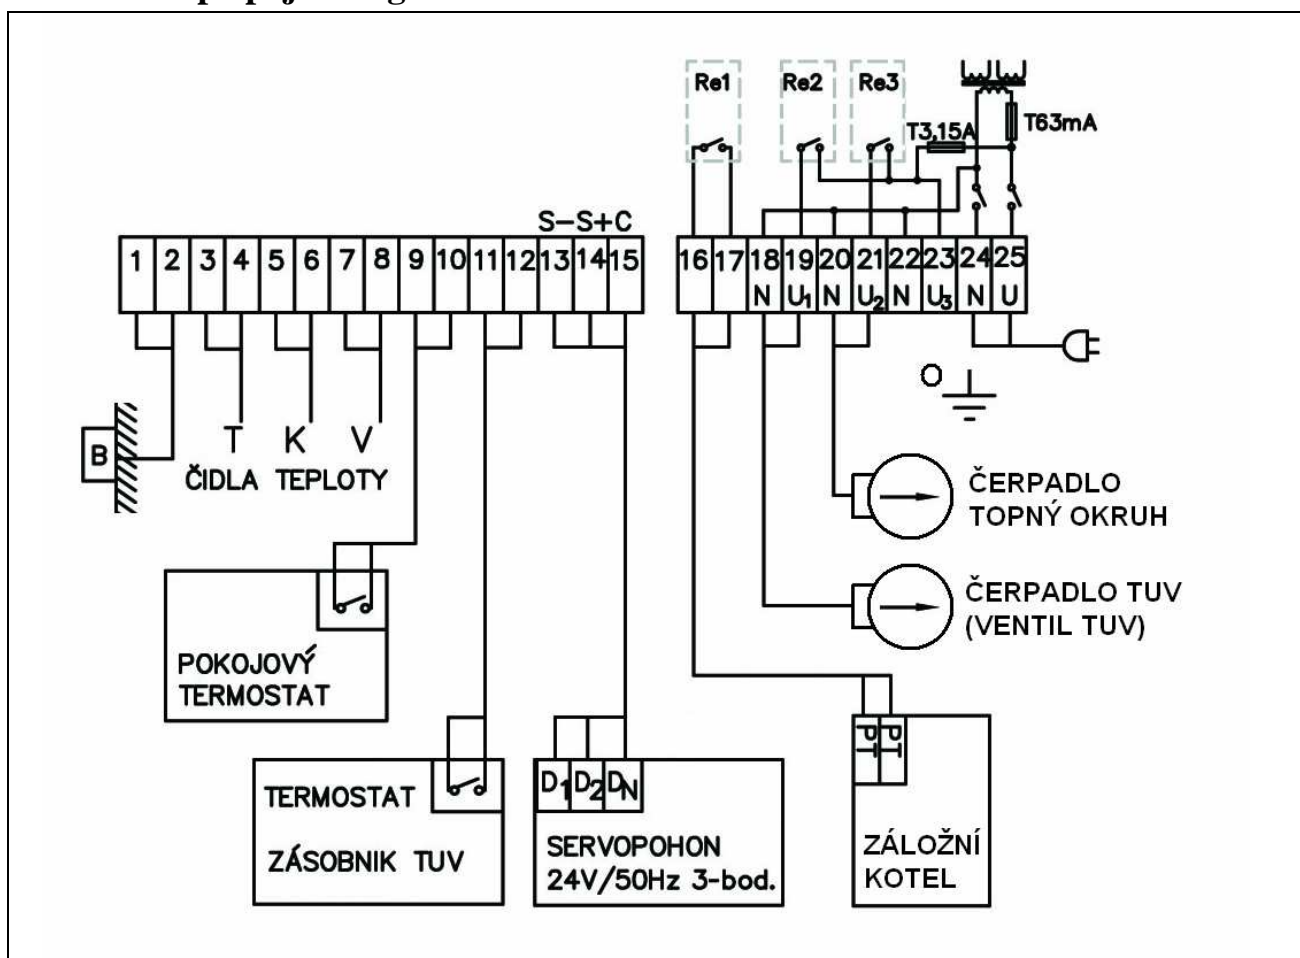 Re1 Re2 Re3
T3,15A T63mA
S-S+C
1 2 3 4 5 6 7 8 9 10 11 12 13 14 15
16 17 18 19 20 21 22 23 24 25
N U1 N U2 N U3 N U
B
T K V
ČIDLA TEPLOTY
O
ČERPADLO
TOPNÝ OKRUH
ČERPADLO TUV
(VENTIL TUV)
POKOJOVÝ
TERMOSTAT
TERMOSTAT
ZÁSOBNIK TUV
D1 D2 DN
SERVOPOHON
24V/50Hz 3-bod.
PT PT
ZÁLOŽNÍ
KOTEL